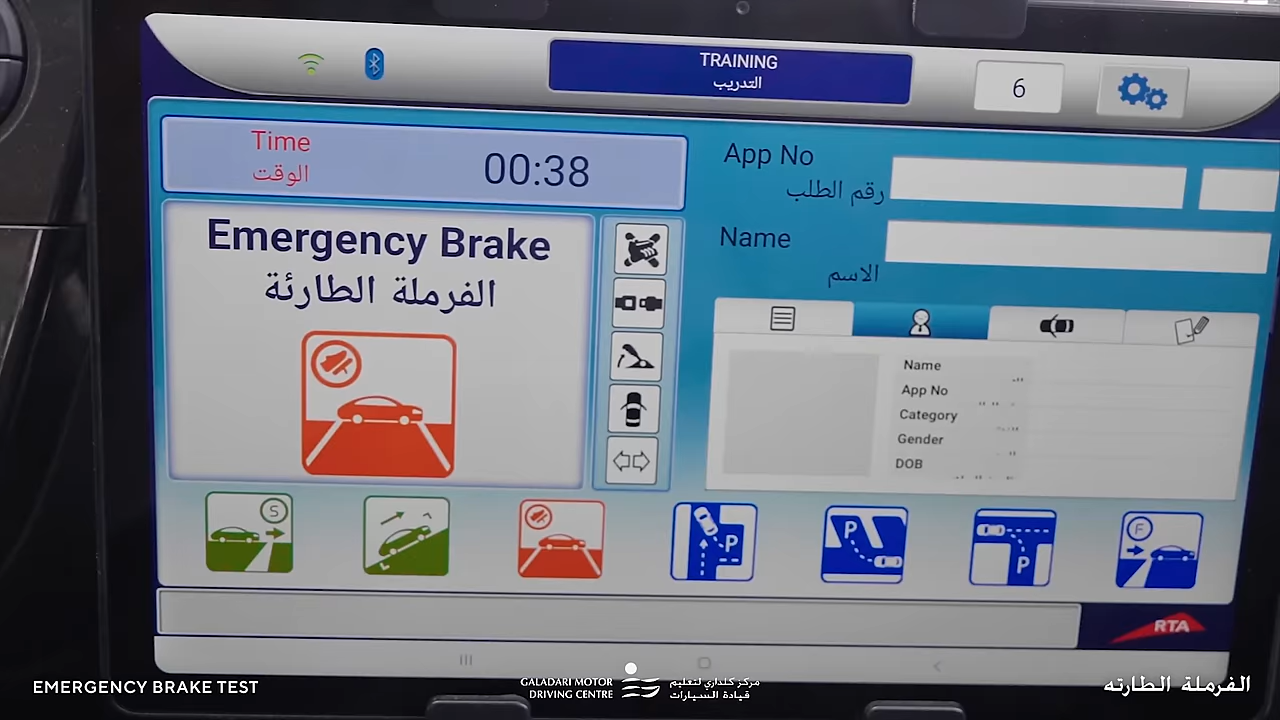 TRAINING
التدريب
6
Time
الوقت
00:38
App No
رقم الطلب
Name
الاسم
Emergency Brake
الفرملة الطارئة
Name
App No
Category
Gender
DOB
S
P
P
P
F
RTA
EMERGENCY BRAKE TEST
GALADARI MOTOR
DRIVING CENTRE
مركز كلداري لتعليم
قيادة السيارات
الفرملة الطارئه